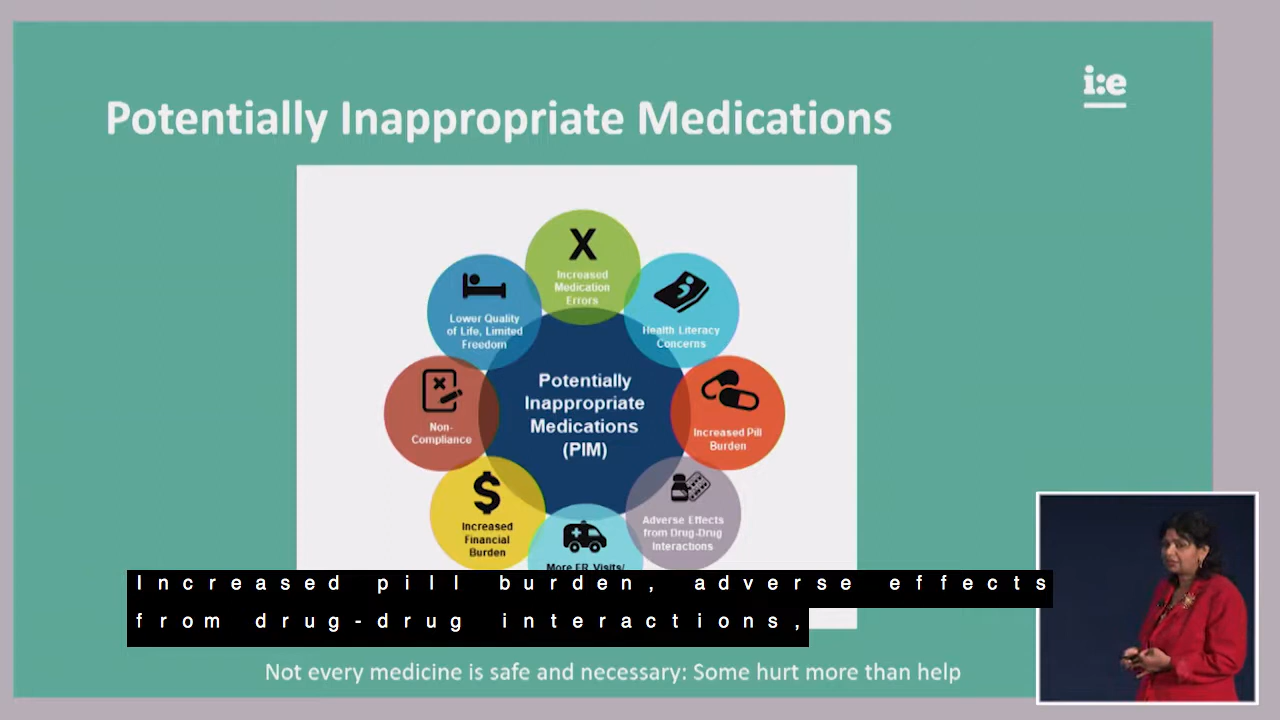 i:e
Potentially Inappropriate Medications
X
Increased
Medication
Errors
Health Literacy
Concerns
Increased Pill
Burden
Adverse Effects
from Drug-Drug
Interactions
More ER Visits/
$
Increased
Financial
Burden
Non-
Compliance
Lower Quality
of Life, Limited
Freedom
Potentially
Inappropriate
Medications
(PIM)
Increased pill burden, adverse effects
from drug-drug interactions,
Not every medicine is safe and necessary: Some hurt more than help